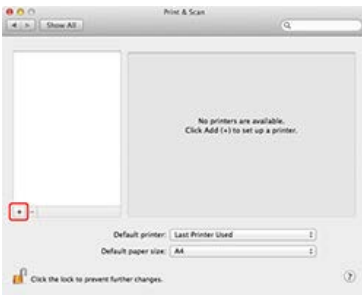 Print & Scan
Show All
No printers are available.
Click Add (+) to set up a printer.
+ -
Default printer: Last Printer Used
Default paper size: A4
Click the lock to prevent further changes.
?